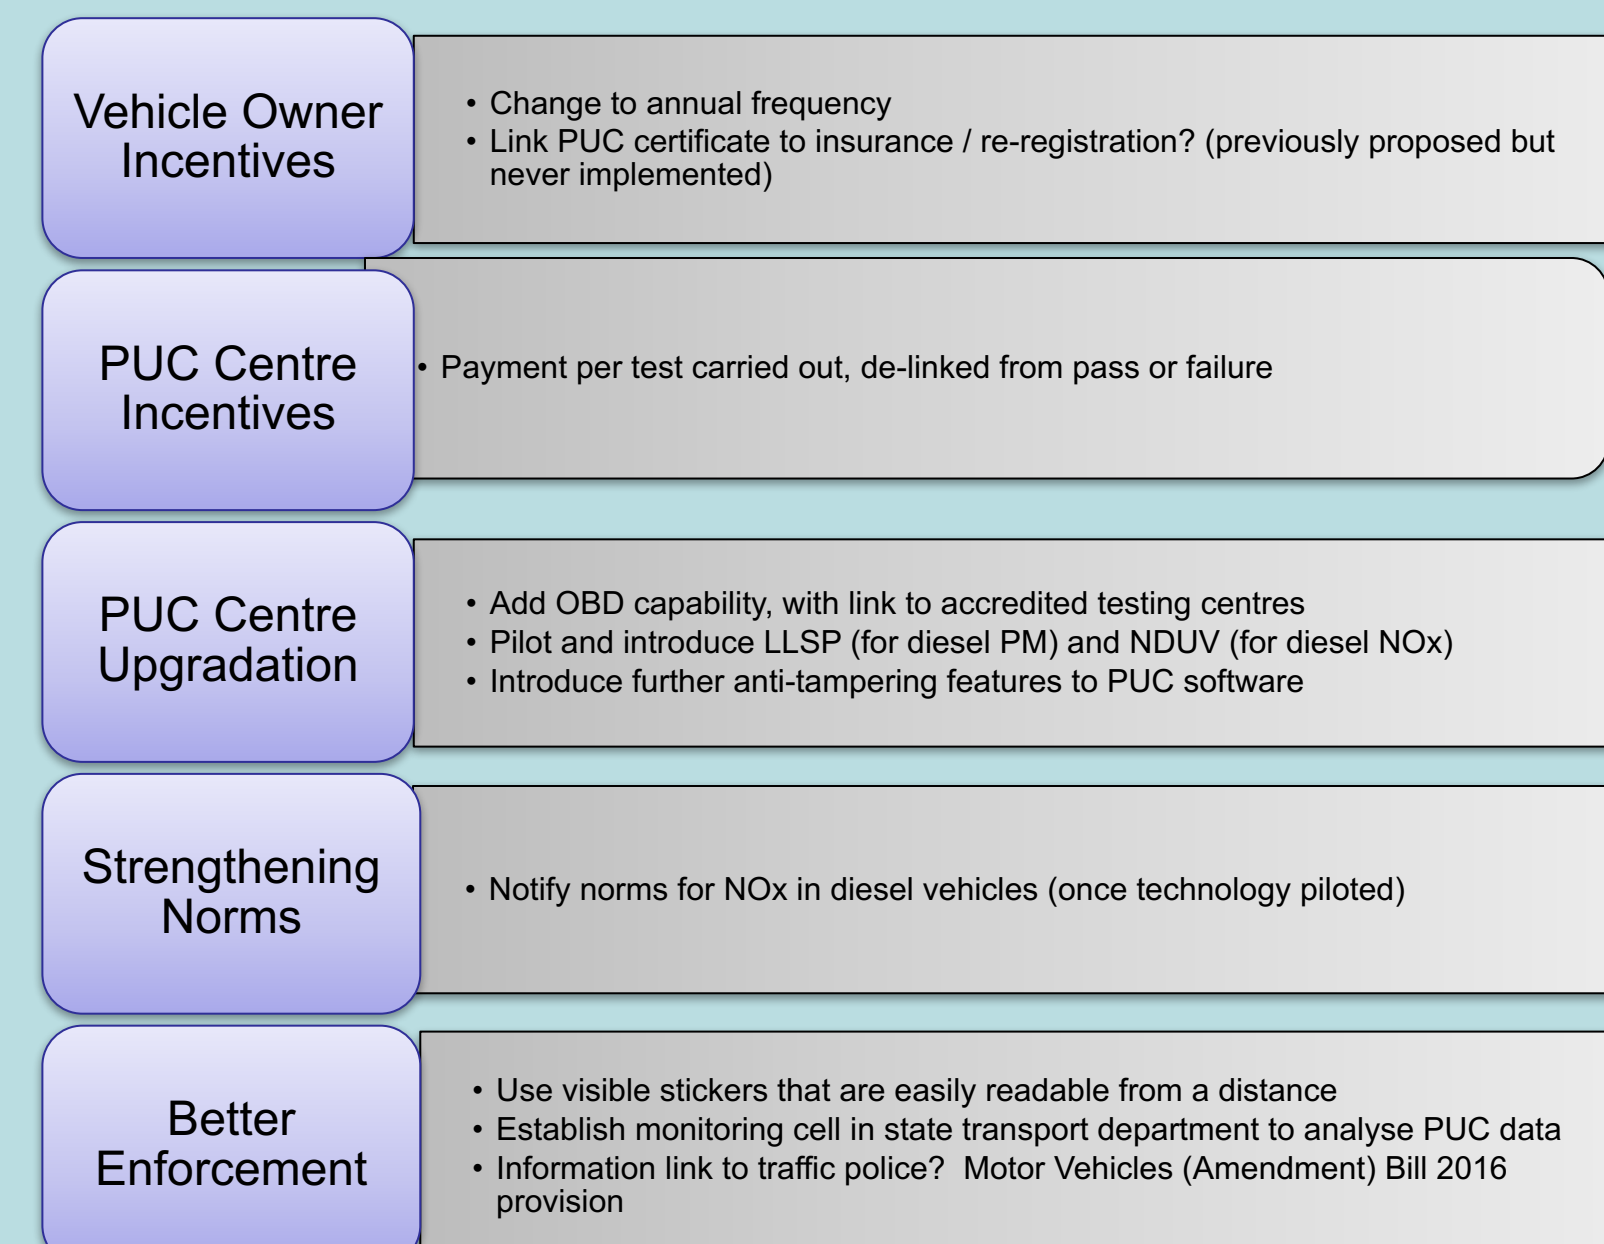 Vehicle Owner
Incentives
• Change to annual frequency
• Link PUC certificate to insurance / re-registration? (previously proposed but
never implemented)
PUC Centre
Incentives
• Payment per test carried out, de-linked from pass or failure
PUC Centre
Upgradation
• Add OBD capability, with link to accredited testing centres
• Pilot and introduce LLSP (for diesel PM) and NDUV (for diesel NOx)
• Introduce further anti-tampering features to PUC software
Strengthening
Norms
• Notify norms for NOx in diesel vehicles (once technology piloted)
Better
Enforcement
• Use visible stickers that are easily readable from a distance
• Establish monitoring cell in state transport department to analyse PUC data
• Information link to traffic police?  Motor Vehicles (Amendment) Bill 2016
provision